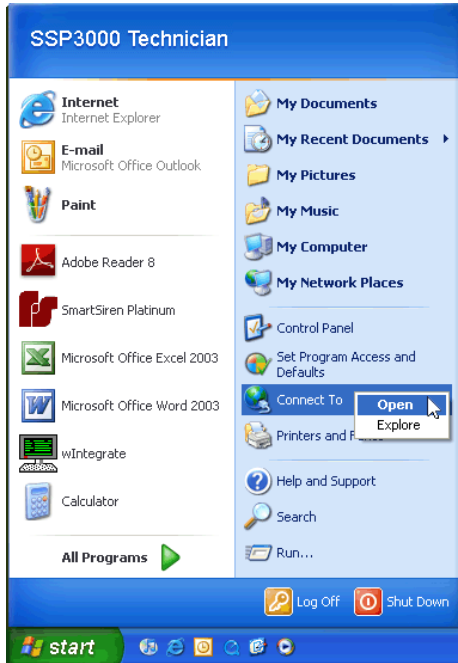 SSP3000 Technician
Internet
Internet Explorer
E-mail
Microsoft Office Outlook
Paint
Adobe Reader 8
SmartSiren Platinum
Microsoft Office Excel 2003
Microsoft Office Word 2003
wIntegrate
Calculator
All Programs
My Documents
My Recent Documents
My Pictures
My Music
My Computer
My Network Places
Control Panel
Set Program Access and
Defaults
Connect To
Open
Explore
Printers and
Help and Support
Search
Run...
Log Off
Shut Down
start